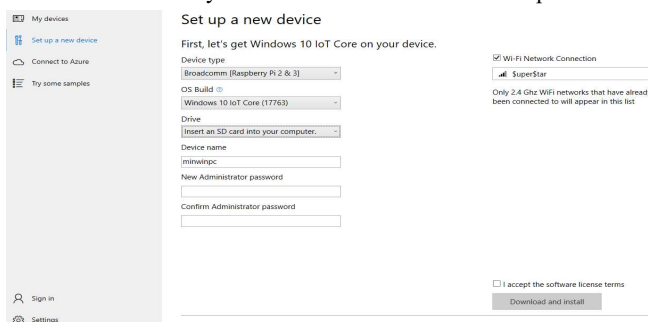 My devices
Set up a new device
Connect to Azure
Try some samples
Sign in
Settings
Set up a new device
First, let's get Windows 10 IoT Core on your device.
Device type
Broadcomm [Raspberry Pi 2 & 3]
OS Build
Windows 10 IoT Core (17763)
Drive
Insert an SD card into your computer.
Device name
minwinpc
New Administrator password
Confirm Administrator password
Wi-Fi Network Connection
$uper$tar
Only 2.4 Ghz WiFi networks that have already
been connected to will appear in this list
I accept the software license terms
Download and install